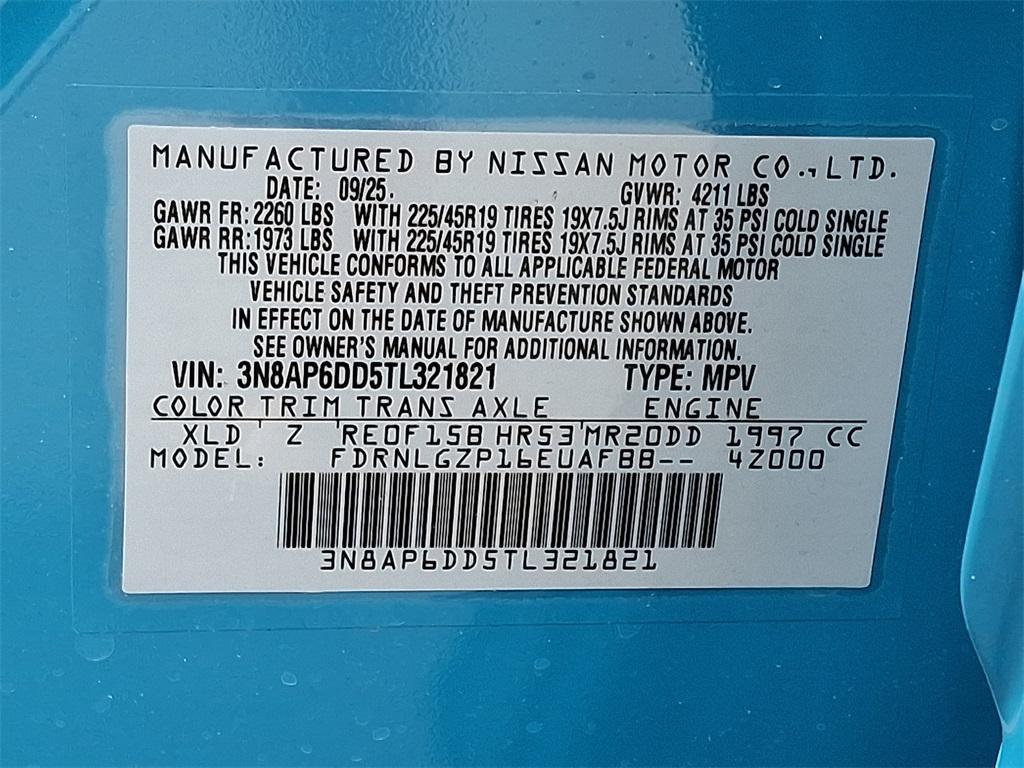 MANUFACTURED BY NISSAN MOTOR CO., LTD.
DATE: 09/25. GVWR: 4211 LBS
GAWR FR: 2260 LBS WITH 225/45R19 TIRES 19X7.5J RIMS AT 35 PSI COLD SINGLE
GAWR RR: 1973 LBS WITH 225/45R19 TIRES 19X7.5J RIMS AT 35 PSI COLD SINGLE
THIS VEHICLE CONFORMS TO ALL APPLICABLE FEDERAL MOTOR
VEHICLE SAFETY AND THEFT PREVENTION STANDARDS
IN EFFECT ON THE DATE OF MANUFACTURE SHOWN ABOVE.
SEE OWNER'S MANUAL FOR ADDITIONAL INFORMATION.
VIN: 3N8AP6DD5TL321821 TYPE: MPV
COLOR TRIM TRANS AXLE ENGINE
XLD Z RE0F15B HR53 MR20DD 1997 CC
MODEL: FDRNLGZP16EUAFBB-- 42000
3N8AP6DD5TL321821